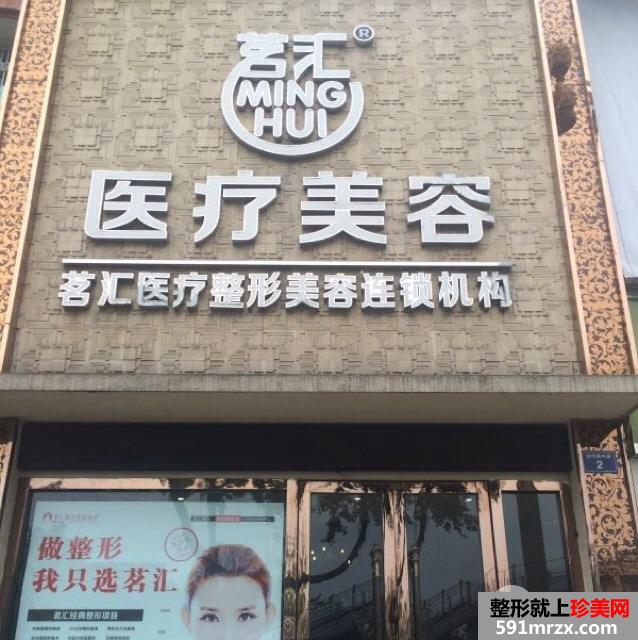 茗汇®
MING
HUI
医疗美容
茗汇医疗整形美容连锁机构
2
做整形
我只选茗汇
茗汇经典整形项目
整形就上珍美网
591mrzx.com